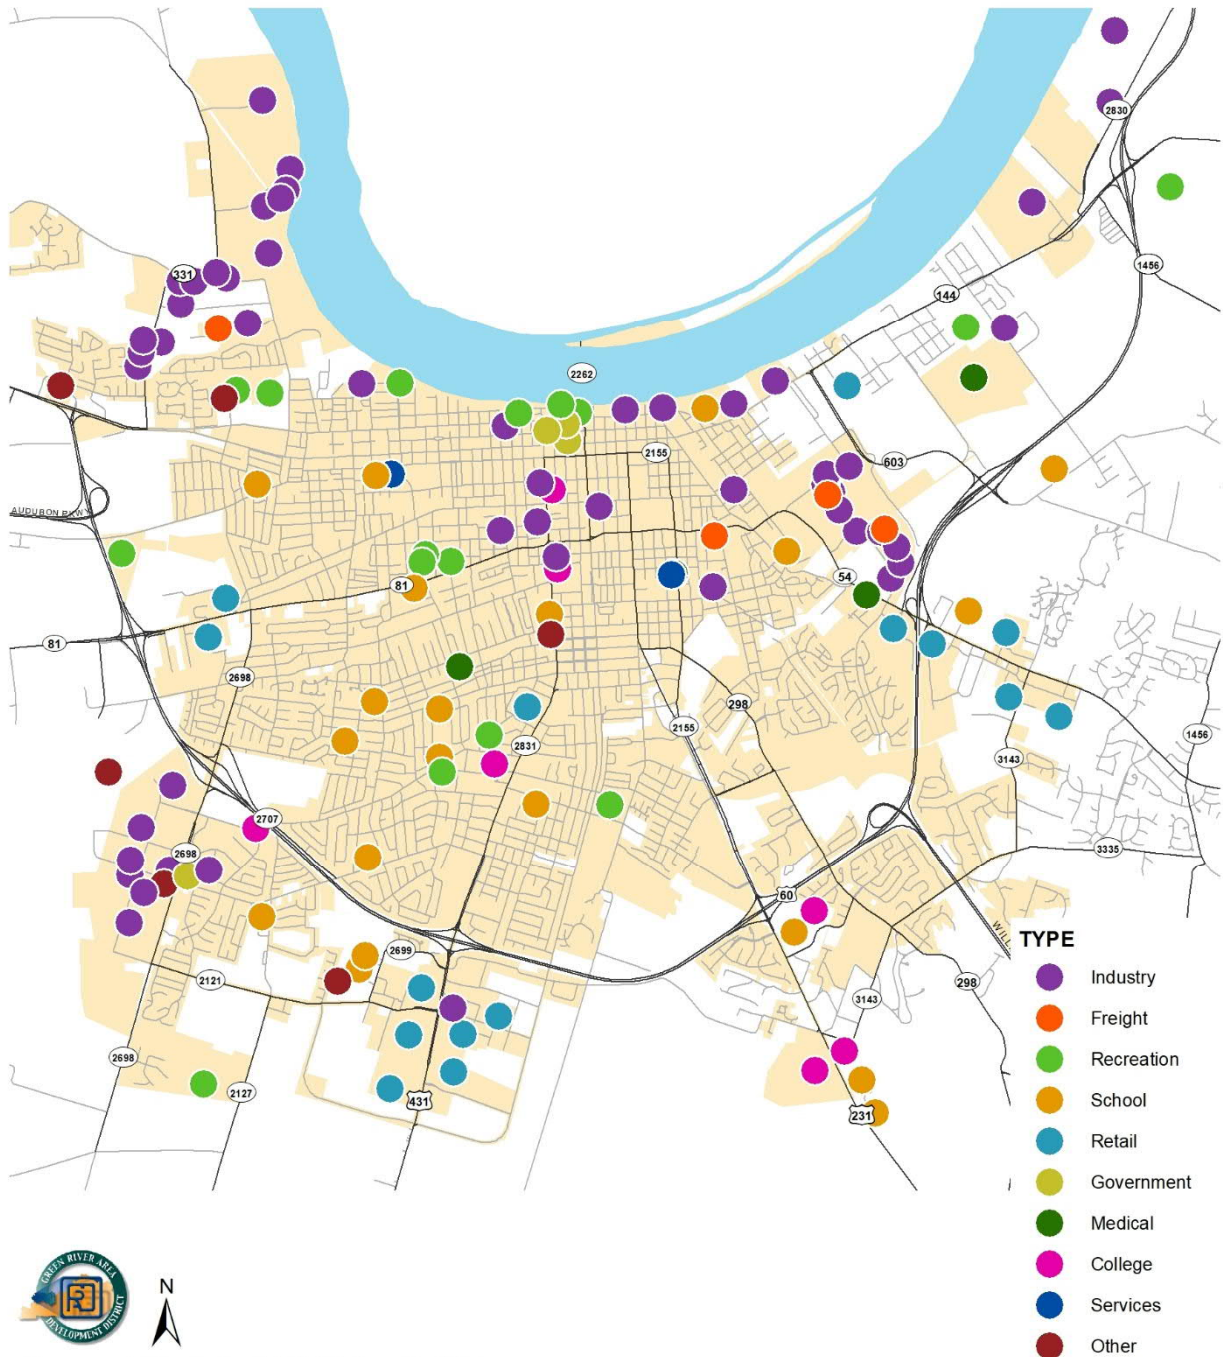 2830
1456
331
144
2262
2155
603
AUDUBON PKWY
81
54
81
2698
298
2155
2831
1456
3143
2707
2698
3335
60
WILL
TYPE
Industry
Freight
Recreation
School
Retail
Government
Medical
College
Services
Other
2699
2121
298
3143
2698
2127
431
231
GREEN RIVER AREA
DEVELOPMENT DISTRICT
N